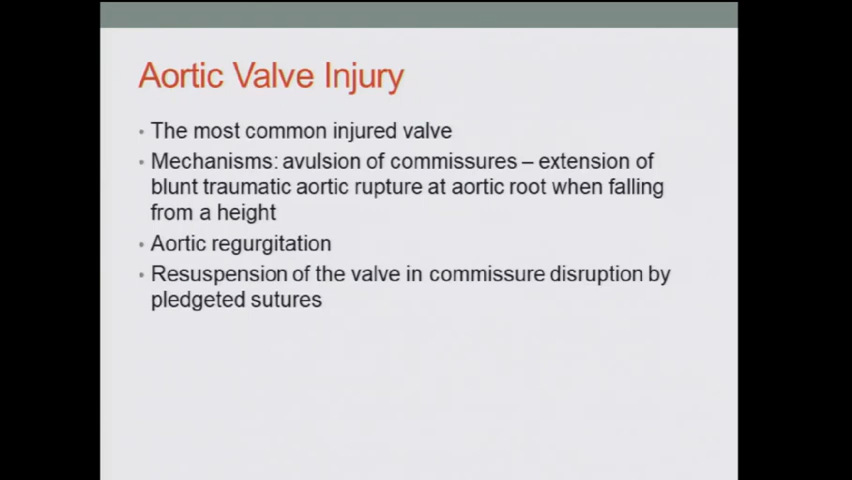 Aortic Valve Injury
• The most common injured valve
• Mechanisms: avulsion of commissures – extension of
blunt traumatic aortic rupture at aortic root when falling
from a height
• Aortic regurgitation
• Resuspension of the valve in commissure disruption by
pledgeted sutures